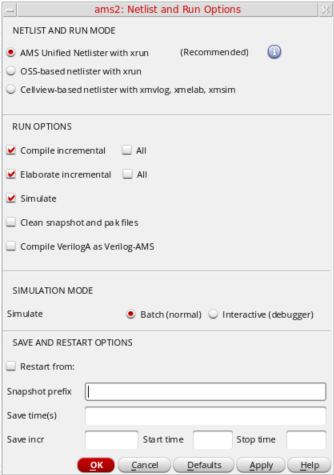 ams2: Netlist and Run Options
NETLIST AND RUN MODE
AMS Unified Netlister with xrun (Recommended)
OSS-based netlister with xrun
Cellview-based netlister with xmvlog, xmelab, xmsim
RUN OPTIONS
Compile incremental All
Elaborate incremental All
Simulate
Clean snapshot and pak files
Compile VerilogA as Verilog-AMS
SIMULATION MODE
Simulate Batch (normal) Interactive (debugger)
SAVE AND RESTART OPTIONS
Restart from:
Snapshot prefix
Save time(s)
Save incr Start time Stop time
OK Cancel Defaults Apply Help